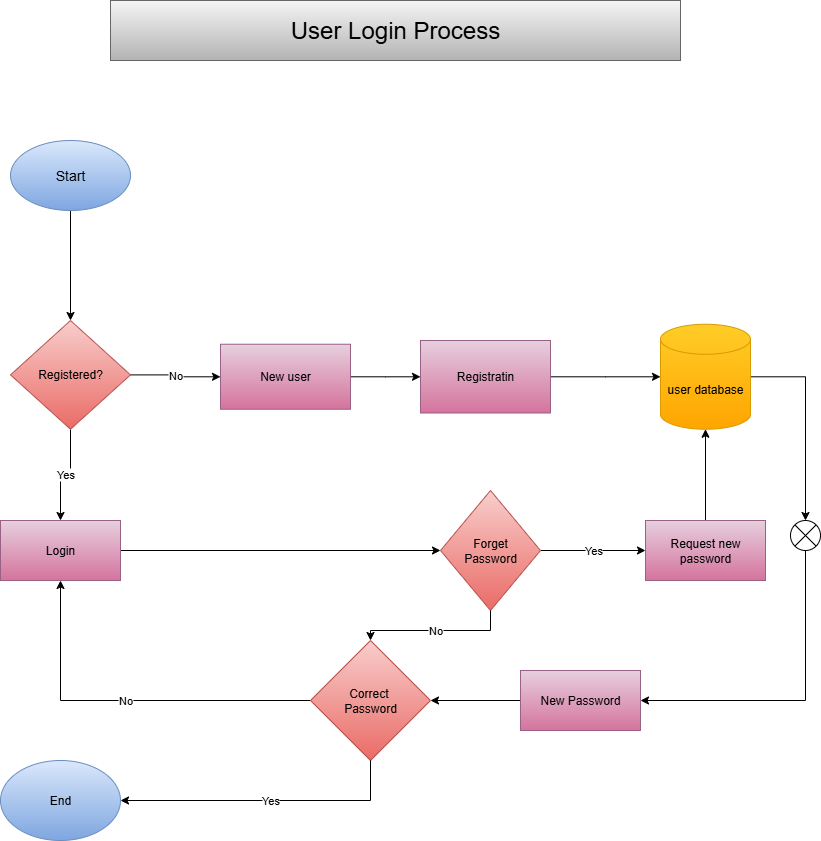 User Login Process
Start
Registered?
No
New user
Registratin
user database
Yes
Login
Forget
Password
Yes
Request new
password
No
Correct
Password
New Password
No
Yes
End